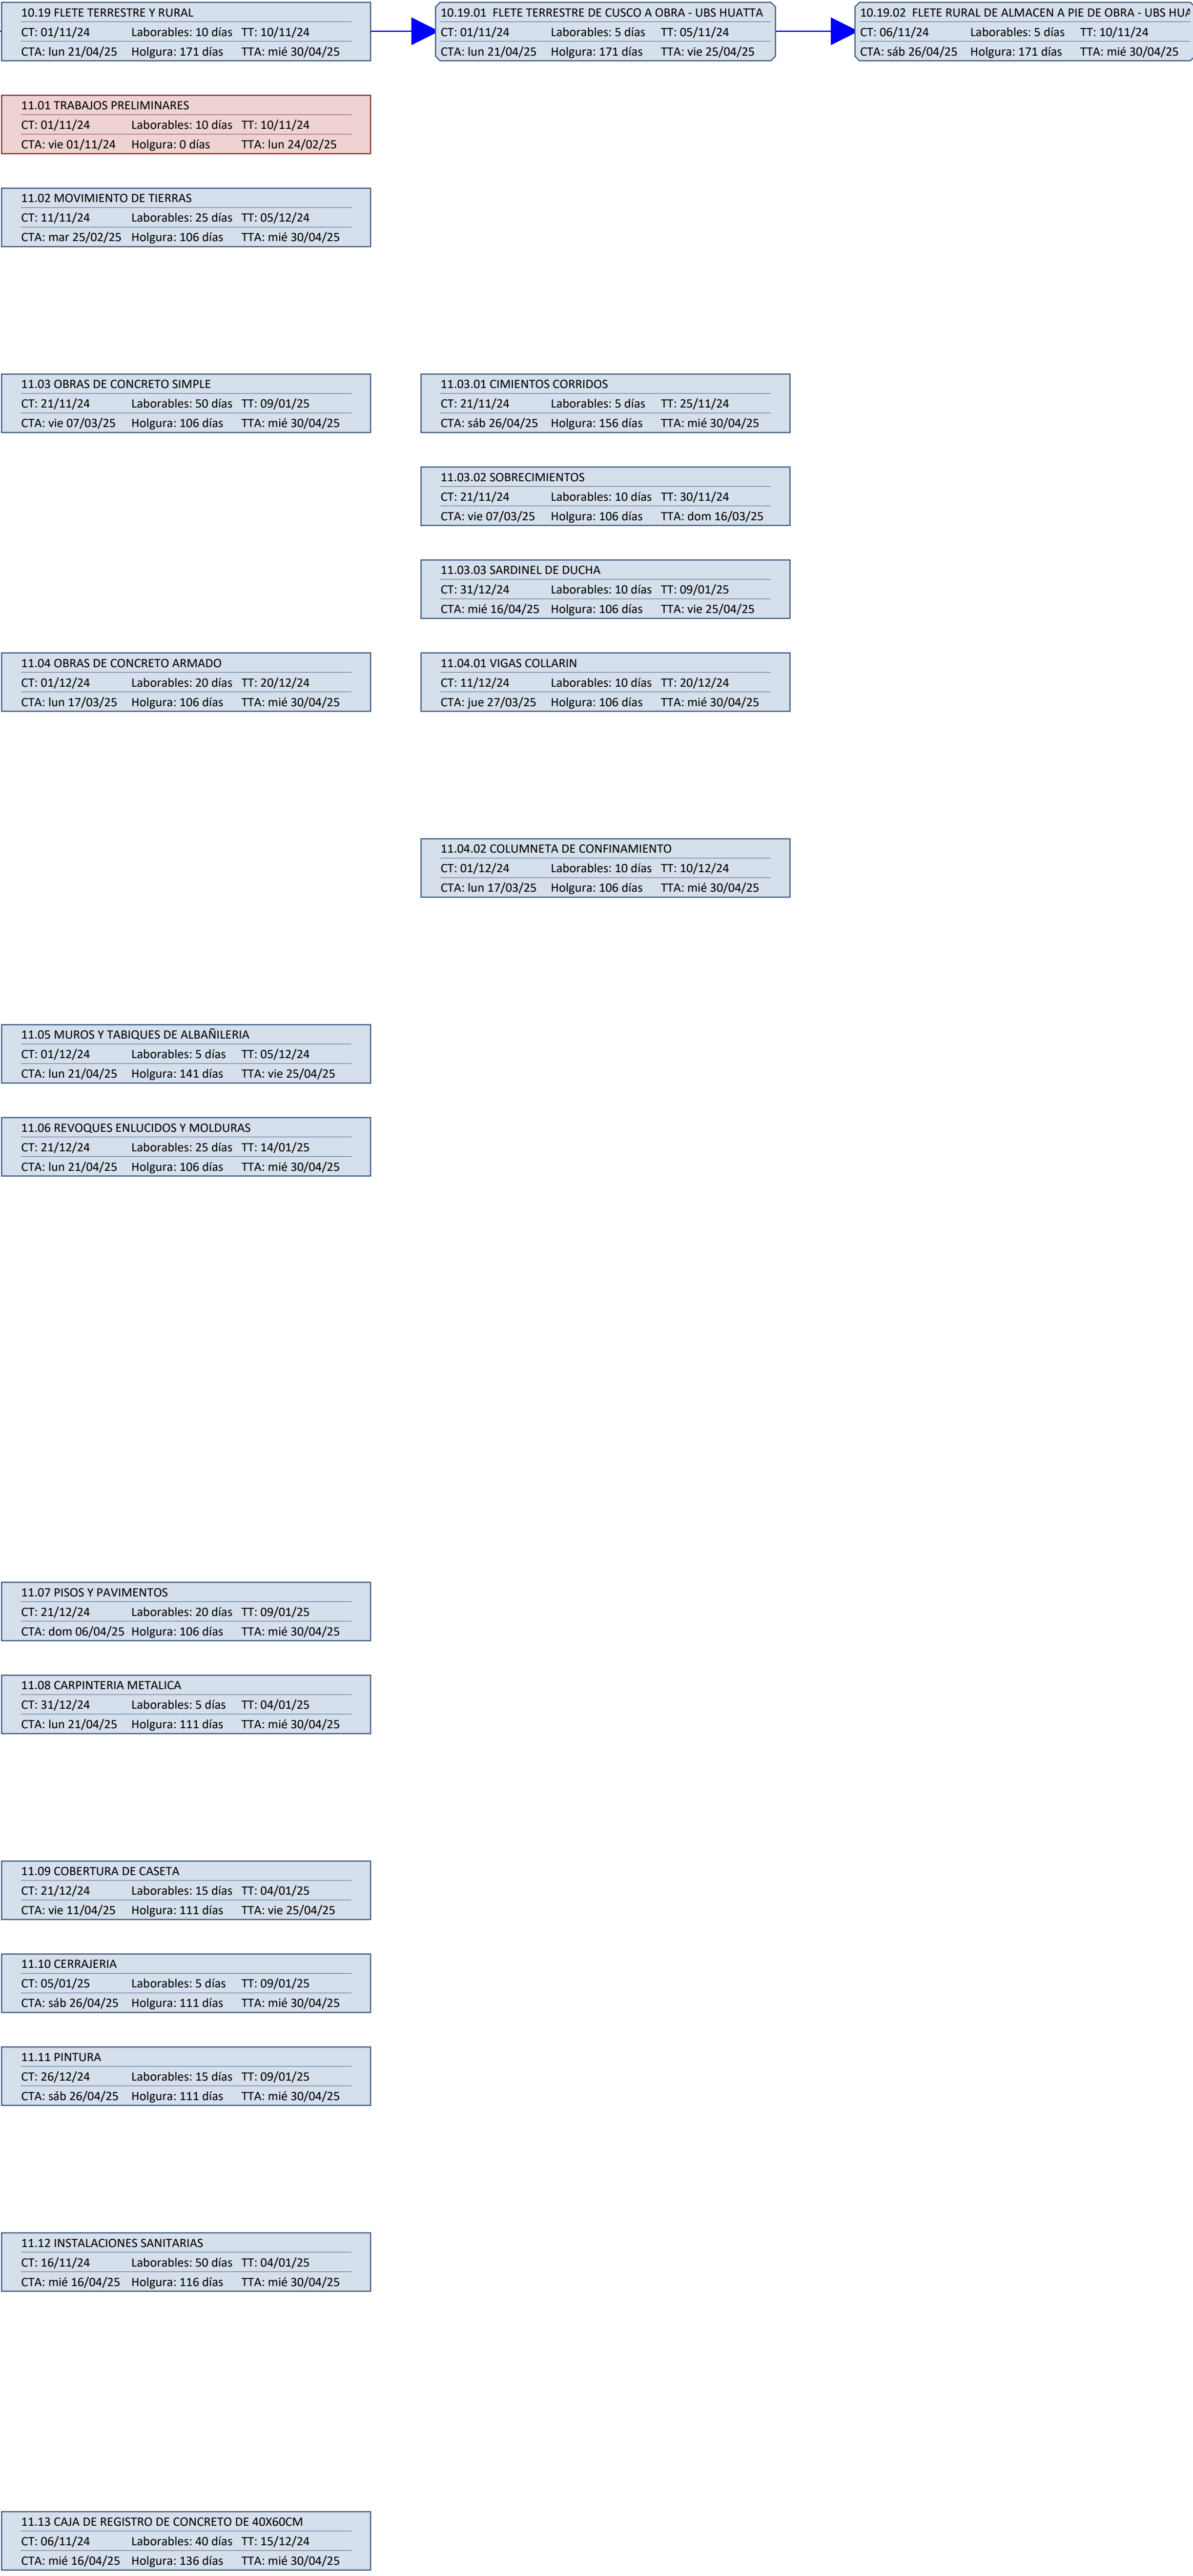 10.19 FLETE TERRESTRE Y RURAL
CT: 01/11/24 Laborables: 10 días TT: 10/11/24
CTA: lun 21/04/25 Holgura: 171 días TTA: mié 30/04/25
10.19.01 FLETE TERRESTRE DE CUSCO A OBRA - UBS HUATTA
CT: 01/11/24 Laborables: 5 días TT: 05/11/24
CTA: lun 21/04/25 Holgura: 171 días TTA: vie 25/04/25
10.19.02 FLETE RURAL DE ALMACEN A PIE DE OBRA - UBS HUA
CT: 06/11/24 Laborables: 5 días TT: 10/11/24
CTA: sáb 26/04/25 Holgura: 171 días TTA: mié 30/04/25
11.01 TRABAJOS PRELIMINARES
CT: 01/11/24 Laborables: 10 días TT: 10/11/24
CTA: vie 01/11/24 Holgura: 0 días TTA: lun 24/02/25
11.02 MOVIMIENTO DE TIERRAS
CT: 11/11/24 Laborables: 25 días TT: 05/12/24
CTA: mar 25/02/25 Holgura: 106 días TTA: mié 30/04/25
11.03 OBRAS DE CONCRETO SIMPLE
CT: 21/11/24 Laborables: 50 días TT: 09/01/25
CTA: vie 07/03/25 Holgura: 106 días TTA: mié 30/04/25
11.03.01 CIMIENTOS CORRIDOS
CT: 21/11/24 Laborables: 5 días TT: 25/11/24
CTA: sáb 26/04/25 Holgura: 156 días TTA: mié 30/04/25
11.03.02 SOBRECIMIENTOS
CT: 21/11/24 Laborables: 10 días TT: 30/11/24
CTA: vie 07/03/25 Holgura: 106 días TTA: dom 16/03/25
11.03.03 SARDINEL DE DUCHA
CT: 31/12/24 Laborables: 10 días TT: 09/01/25
CTA: mié 16/04/25 Holgura: 106 días TTA: vie 25/04/25
11.04 OBRAS DE CONCRETO ARMADO
CT: 01/12/24 Laborables: 20 días TT: 20/12/24
CTA: lun 17/03/25 Holgura: 106 días TTA: mié 30/04/25
11.04.01 VIGAS COLLARIN
CT: 11/12/24 Laborables: 10 días TT: 20/12/24
CTA: jue 27/03/25 Holgura: 106 días TTA: mié 30/04/25
11.04.02 COLUMNETA DE CONFINAMIENTO
CT: 01/12/24 Laborables: 10 días TT: 10/12/24
CTA: lun 17/03/25 Holgura: 106 días TTA: mié 30/04/25
11.05 MUROS Y TABIQUES DE ALBAÑILERIA
CT: 01/12/24 Laborables: 5 días TT: 05/12/24
CTA: lun 21/04/25 Holgura: 141 días TTA: vie 25/04/25
11.06 REVOQUES ENLUCIDOS Y MOLDURAS
CT: 21/12/24 Laborables: 25 días TT: 14/01/25
CTA: lun 21/04/25 Holgura: 106 días TTA: mié 30/04/25
11.07 PISOS Y PAVIMENTOS
CT: 21/12/24 Laborables: 20 días TT: 09/01/25
CTA: dom 06/04/25 Holgura: 106 días TTA: mié 30/04/25
11.08 CARPINTERIA METALICA
CT: 31/12/24 Laborables: 5 días TT: 04/01/25
CTA: lun 21/04/25 Holgura: 111 días TTA: mié 30/04/25
11.09 COBERTURA DE CASETA
CT: 21/12/24 Laborables: 15 días TT: 04/01/25
CTA: vie 11/04/25 Holgura: 111 días TTA: vie 25/04/25
11.10 CERRAJERIA
CT: 05/01/25 Laborables: 5 días TT: 09/01/25
CTA: sáb 26/04/25 Holgura: 111 días TTA: mié 30/04/25
11.11 PINTURA
CT: 26/12/24 Laborables: 15 días TT: 09/01/25
CTA: sáb 26/04/25 Holgura: 111 días TTA: mié 30/04/25
11.12 INSTALACIONES SANITARIAS
CT: 16/11/24 Laborables: 50 días TT: 04/01/25
CTA: mié 16/04/25 Holgura: 116 días TTA: mié 30/04/25
11.13 CAJA DE REGISTRO DE CONCRETO DE 40X60CM
CT: 06/11/24 Laborables: 40 días TT: 15/12/24
CTA: mié 16/04/25 Holgura: 136 días TTA: mié 30/04/25